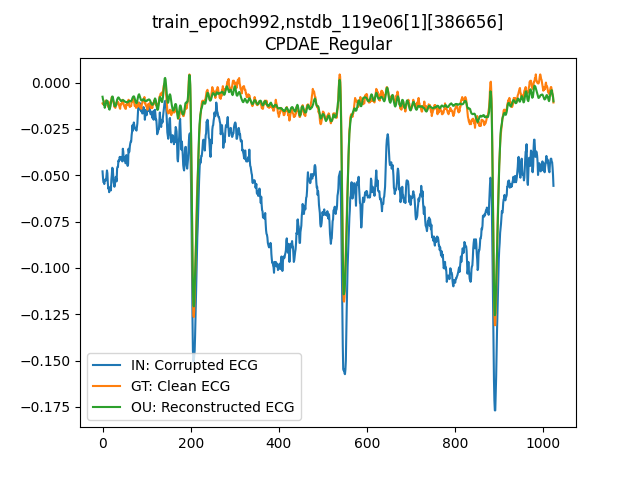 train_epoch992,nstdb_119e06[1][386656]
CPDAE_Regular
0.000
−0.025
−0.050
−0.075
−0.100
−0.125
−0.150
−0.175
IN: Corrupted ECG
GT: Clean ECG
OU: Reconstructed ECG
0 200 400 600 800 1000